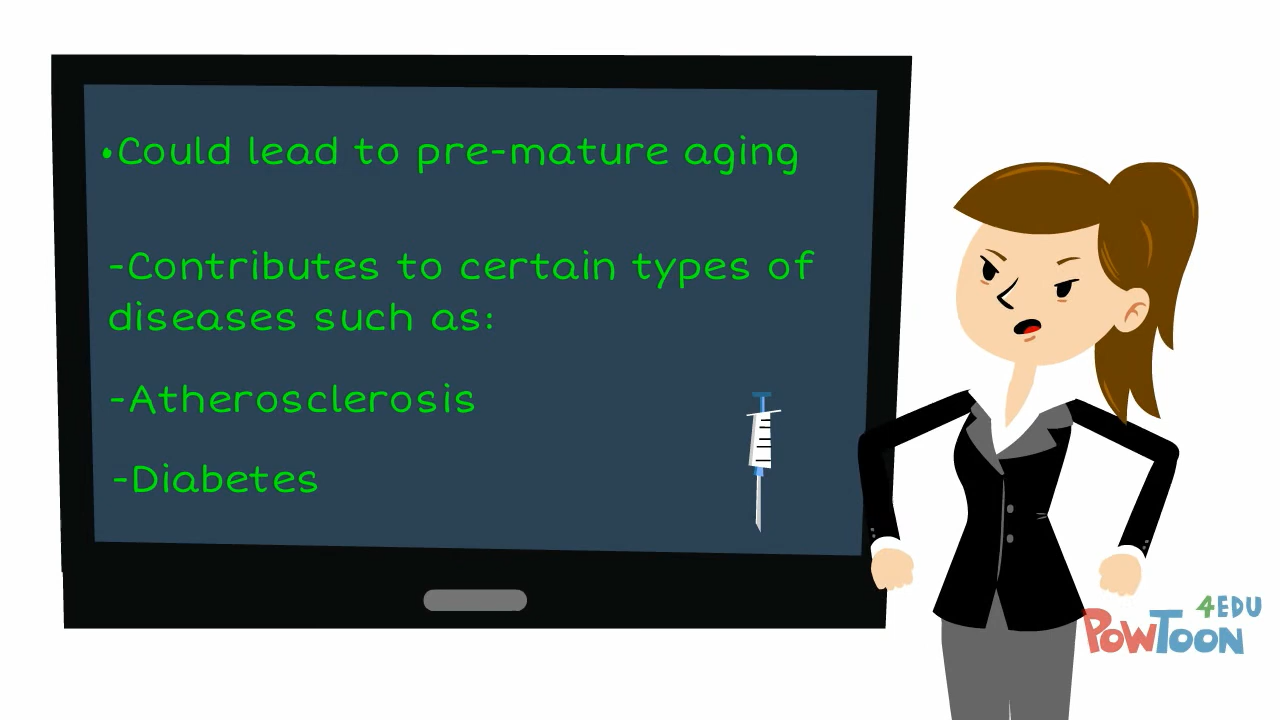 •Could lead to pre-mature aging
-Contributes to certain types of
diseases such as:
-Atherosclerosis
-Diabetes
4EDU
POWTOON